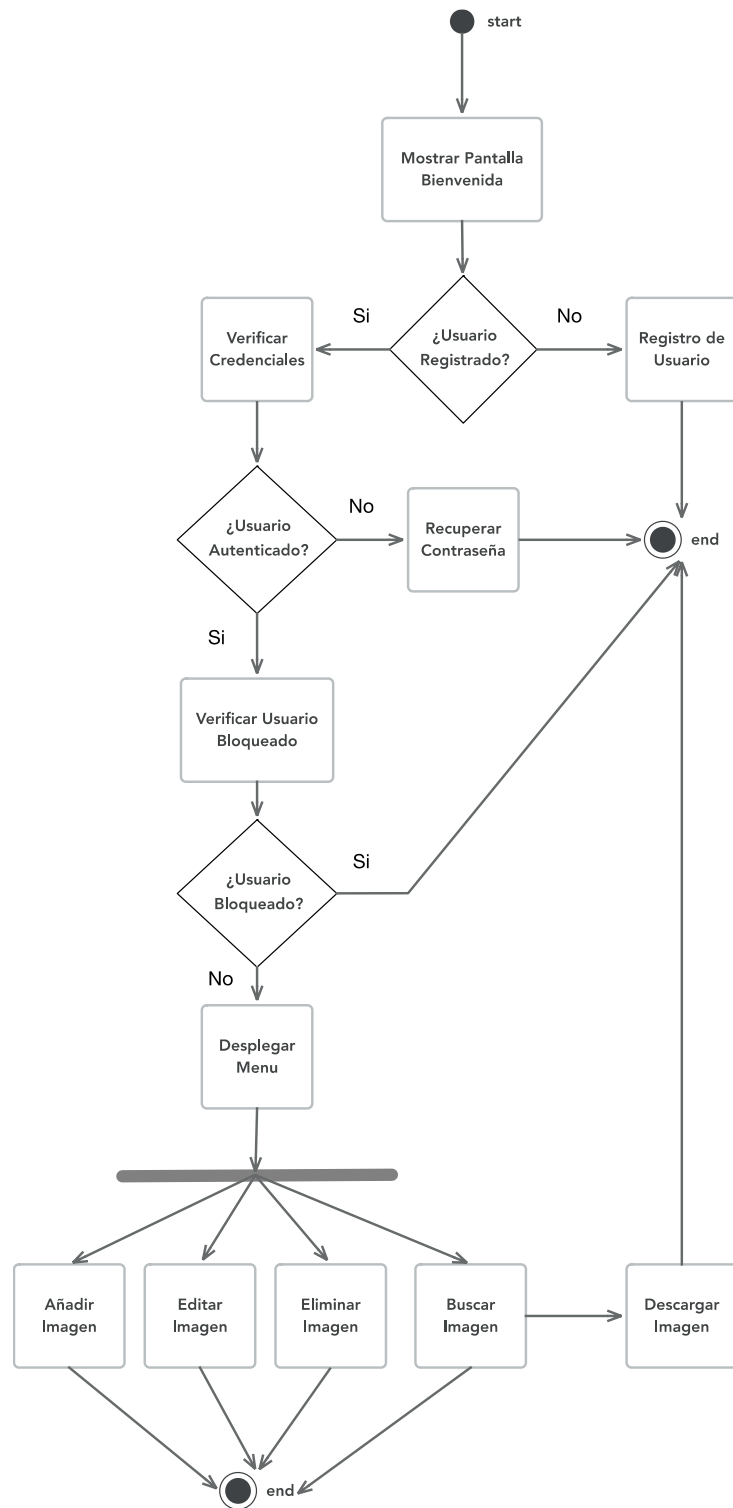 start
Mostrar Pantalla
Bienvenida
Si
No
Verificar
Credenciales
¿Usuario
Registrado?
Registro de
Usuario
¿Usuario
Autenticado?
No
Recuperar
Contraseña
end
Si
Verificar Usuario
Bloqueado
¿Usuario
Bloqueado?
Si
No
Desplegar
Menu
Añadir
Imagen
Editar
Imagen
Eliminar
Imagen
Buscar
Imagen
Descargar
Imagen
end